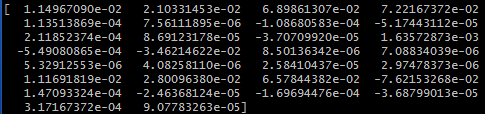 [ 1.14967090e-02 2.10331453e-02 6.89861307e-02 7.22167372e-02
1.13513869e-04 7.56111895e-06 -1.08680583e-04 -5.17443112e-05
2.11852374e-04 8.69123178e-05 -3.70709920e-05 1.63572873e-03
-5.49080865e-04 -3.46214622e-02 8.50136342e-06 7.08834039e-06
5.32912553e-06 4.08258110e-06 2.58410437e-05 2.97478373e-06
1.11691819e-02 2.80096380e-02 6.57844382e-02 -7.62153268e-02
1.47093324e-04 -2.46368124e-05 -1.69694476e-04 -3.68799013e-05
3.17167372e-04 9.07783263e-05]